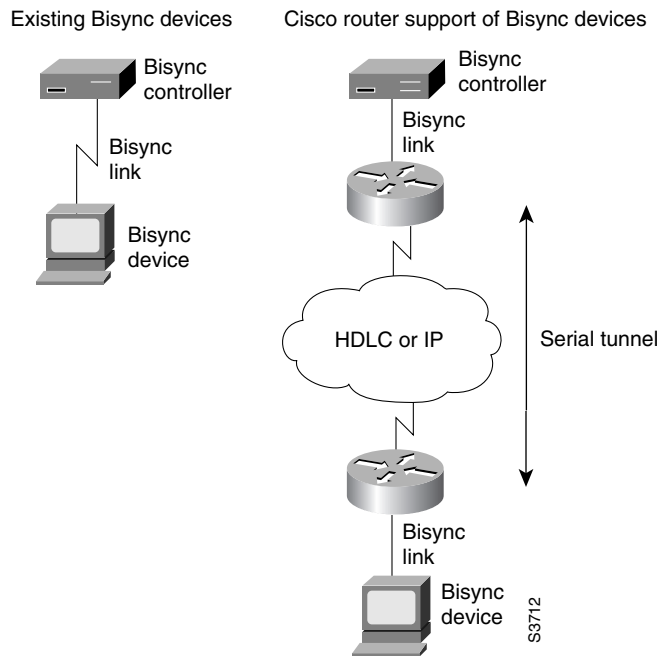 Existing Bisync devices
Bisync
controller
Bisync
link
Bisync
device
Cisco router support of Bisync devices
Bisync
controller
Bisync
link
HDLC or IP
Serial tunnel
Bisync
link
Bisync
device
S3712